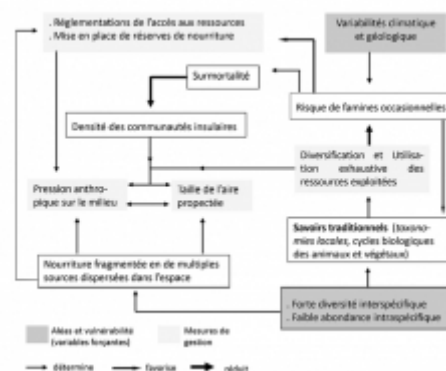 . Réglementations de l'accès aux ressources
. Mise en place de réserves de nourriture
Variabilités climatique
et géologique
Surmortalité
Risque de famines occasionnelles
Densité des communautés insulaires
Diversification et Utilisa-
tion exhaustive des
ressources exploitées
Pression anthro-
pique sur le milieu
Taille de l'aire
propectée
Savoirs traditionnels (taxono-
mies locales, cycles biologiques
des animaux et végétaux)
Nourriture fragmentée en de multiples
sources dispersées dans l'espace
. Forte diversité interspécifique
. Faible abondance intraspécifique
Aléas et vulnérabilité
(variables forçantes)
Mesures de
gestion
détermine
favorise
réduit